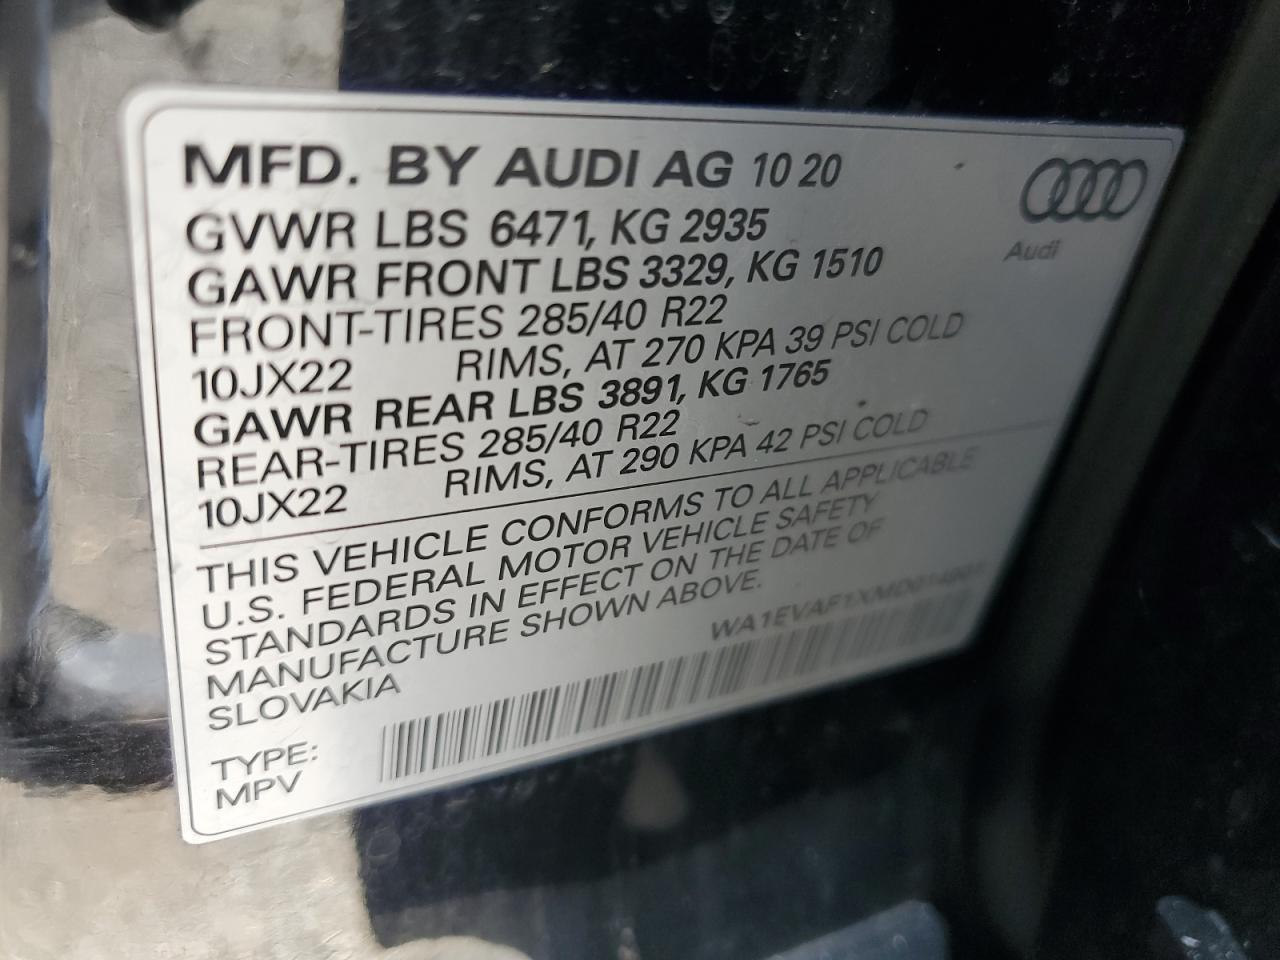 MFD. BY AUDI AG 10 20
GVWR LBS 6471, KG 2935
GAWR FRONT LBS 3329, KG 1510
FRONT-TIRES 285/40 R22
10JX22 RIMS, AT 270 KPA 39 PSI COLD
GAWR REAR LBS 3891, KG 1765
REAR-TIRES 285/40 R22
10JX22 RIMS, AT 290 KPA 42 PSI COLD
Audi
THIS VEHICLE CONFORMS TO ALL APPLICABLE
U.S. FEDERAL MOTOR VEHICLE SAFETY
STANDARDS IN EFFECT ON THE DATE OF
MANUFACTURE SHOWN ABOVE.
SLOVAKIA
TYPE:
MPV